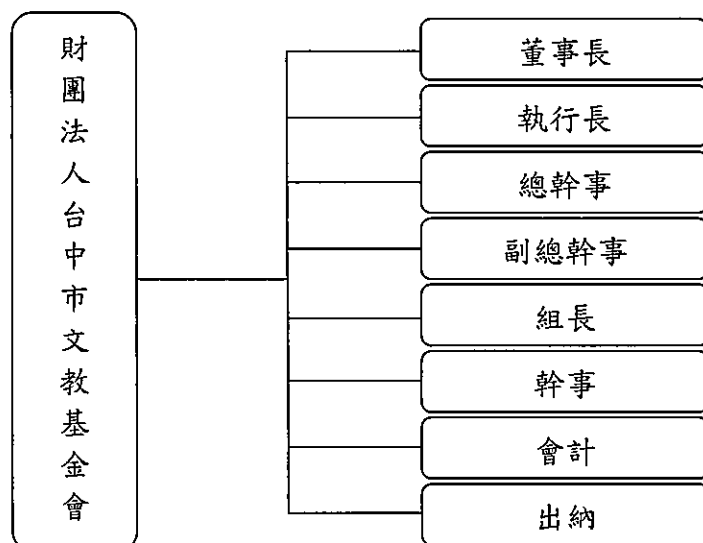 財團法人台中市文教基金會
董事長
執行長
總幹事
副總幹事
組長
幹事
會計
出納